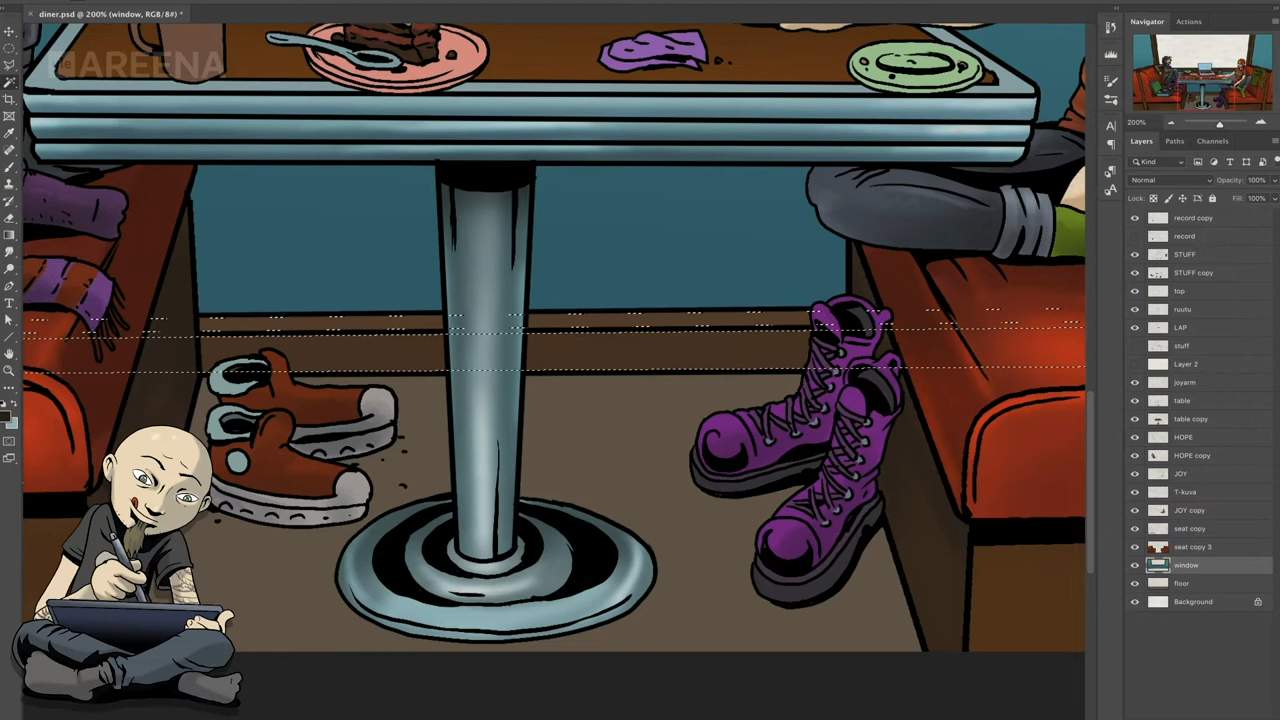 diner.psd @ 200% (window, RGB/8#) *
AREENA
Navigator
Actions
200%
Layers
Paths
Channels
Kind
Normal
Opacity: 100%
Lock:
Fill: 100%
record copy
record
STUFF
STUFF copy
top
ruutu
LAP
stuff
Layer 2
joyarm
table
table copy
HOPE
HOPE copy
JOY
T-kuva
JOY copy
seat copy
seat copy 3
window
floor
Background